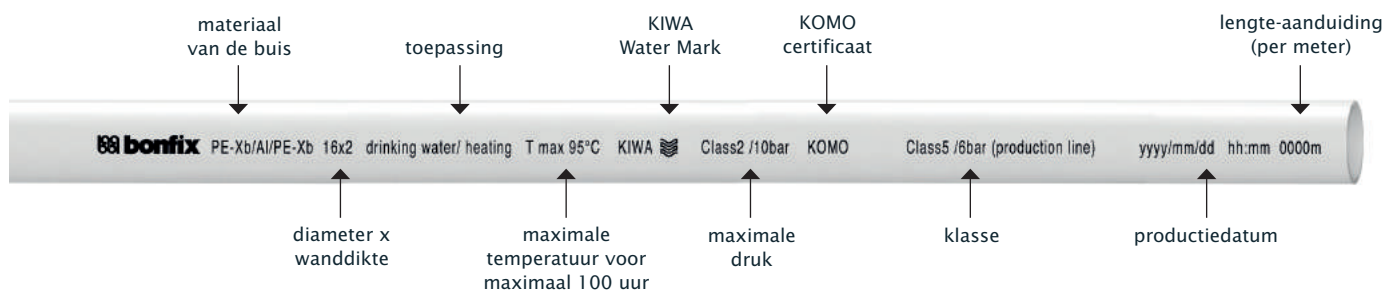 materiaal
van de buis
toepassing
KIWA
Water Mark
KOMO
certificaat
lengte-aanduiding
(per meter)
bonfix PE-Xb/Al/PE-Xb 16x2 drinking water/ heating T max 95°C KIWA Class2 /10bar KOMO Class5 /6bar (production line) yyyy/mm/dd hh:mm 0000m
diameter x
wanddikte
maximale
temperatuur voor
maximaal 100 uur
maximale
druk
klasse
productiedatum